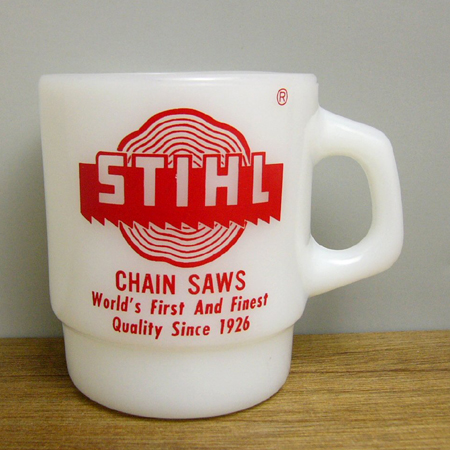 ®
STIHL
CHAIN SAWS
World's First And Finest
Quality Since 1926